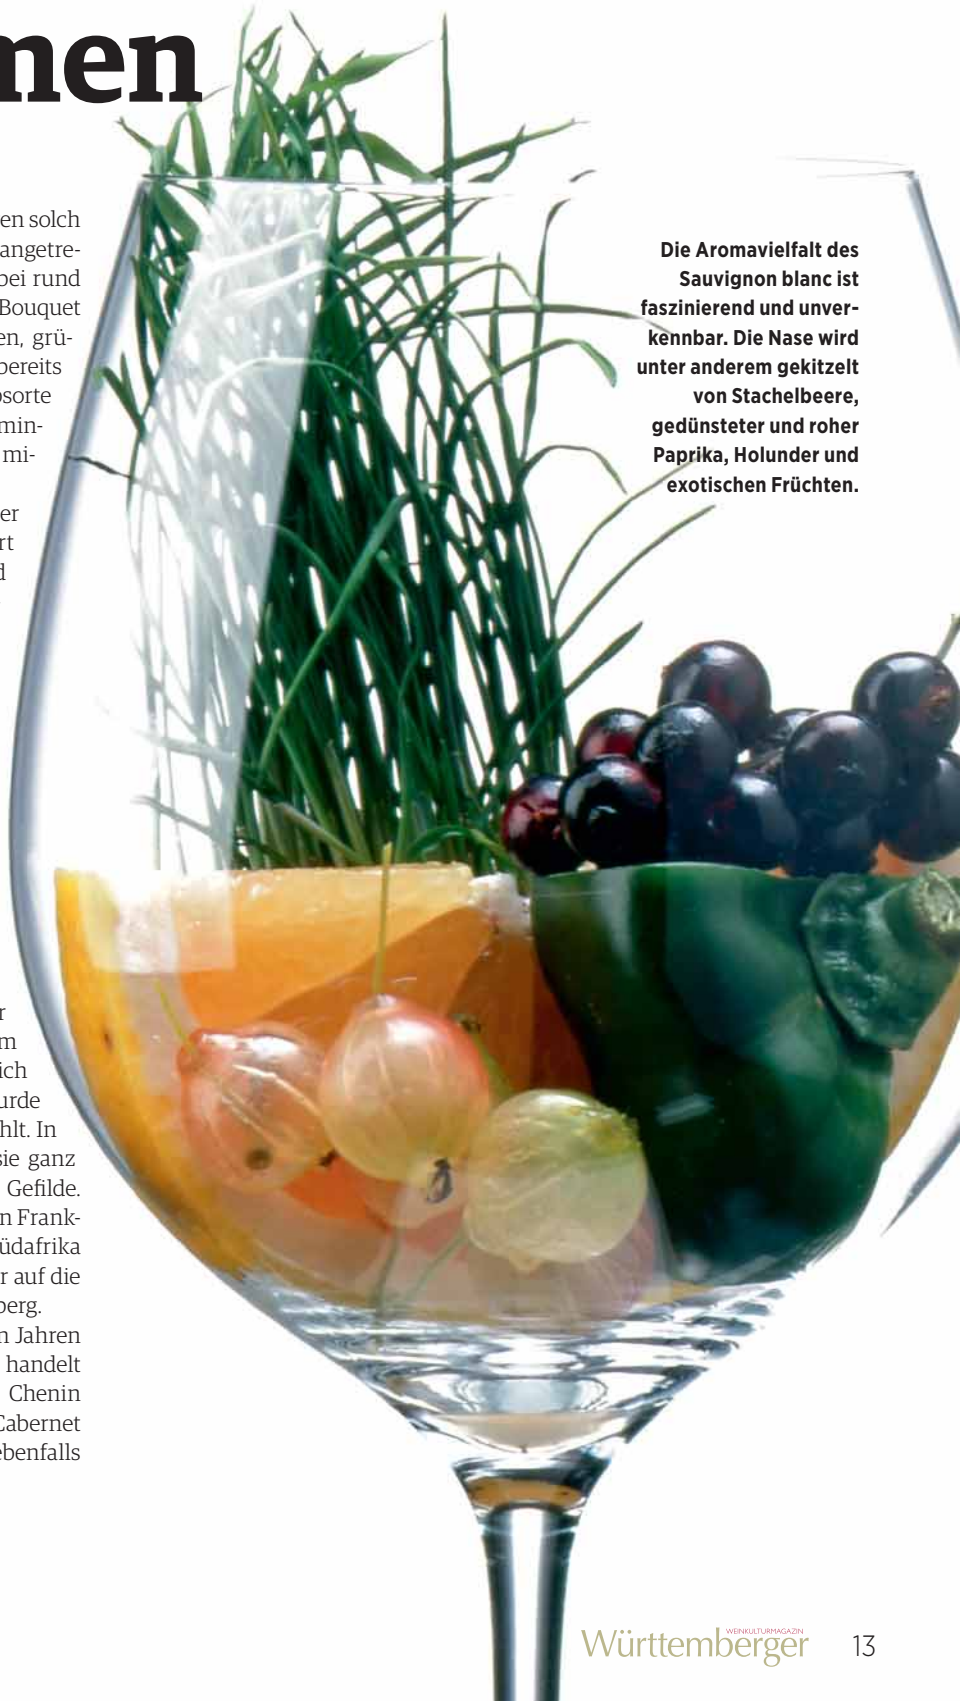 men
en solch
angetre-
bei rund
Bouquet
en, grü-
bereits
bsorte
min-
mi-
er
rt
d
r
m
ich
urde
hlt. In
sie ganz
Gefilde.
n Frank-
üdafrika
r auf die
berg.
n Jahren
handelt
Chenin
Cabernet
ebenfalls
Die Aromavielfalt des
Sauvignon blanc ist
faszinierend und unver-
kennbar. Die Nase wird
unter anderem gekitzelt
von Stachelbeere,
gedünsteter und roher
Paprika, Holunder und
exotischen Früchten.
WEINKULTURMAGAZIN
Württemberger
13